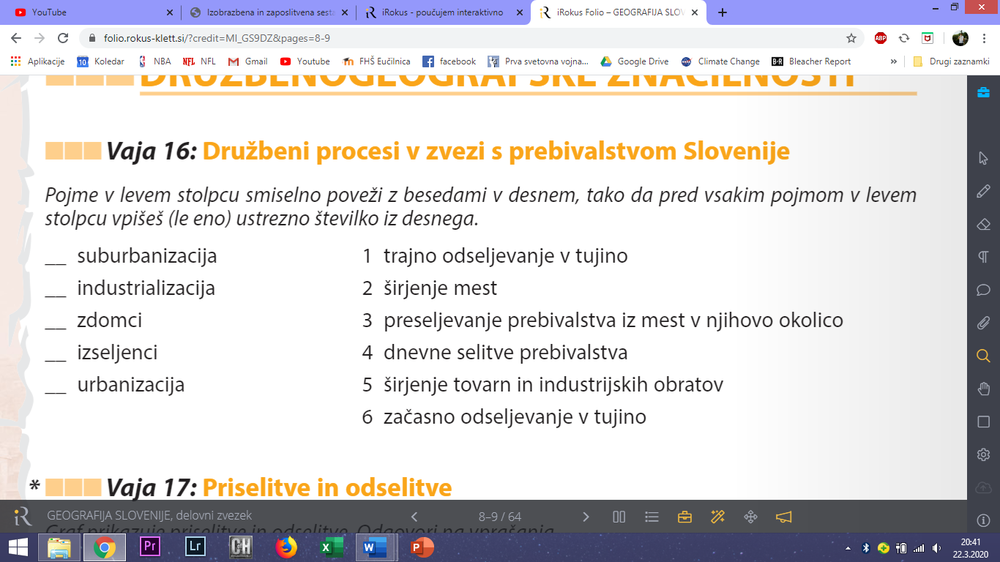 YouTube
Izobrazbena in zaposlitvena sesta
iRokus - poučujem interaktivno
iRokus Folio – GEOGRAFIJA SLOV
folio.rokus-klett.si/?credit=MI_GS9DZ&pages=8-9
Aplikacije Koledar NBA NFL Gmail Youtube FHŠ Eučilnica facebook Prva svetovna vojna... Google Drive Climate Change Bleacher Report » Drugi zaznamki
DRUŽBENOGEOGRAFSKE ZNAČILNOSTI
Vaja 16: Družbeni procesi v zvezi s prebivalstvom Slovenije
Pojme v levem stolpcu smiselno poveži z besedami v desnem, tako da pred vsakim pojmom v levem
stolpcu vpišeš (le eno) ustrezno številko iz desnega.
__ suburbanizacija 1 trajno odseljevanje v tujino
__ industrializacija 2 širjenje mest
__ zdomci 3 preseljevanje prebivalstva iz mest v njihovo okolico
__ izseljenci 4 dnevne selitve prebivalstva
__ urbanizacija 5 širjenje tovarn in industrijskih obratov
6 začasno odseljevanje v tujino
* Vaja 17: Priselitve in odselitve
GEOGRAFIJA SLOVENIJE, delovni zvezek 8–9 / 64
Graf prikazuje priselitve in odselitve. Odgovori na vprašanja.
20:41
22.3.2020